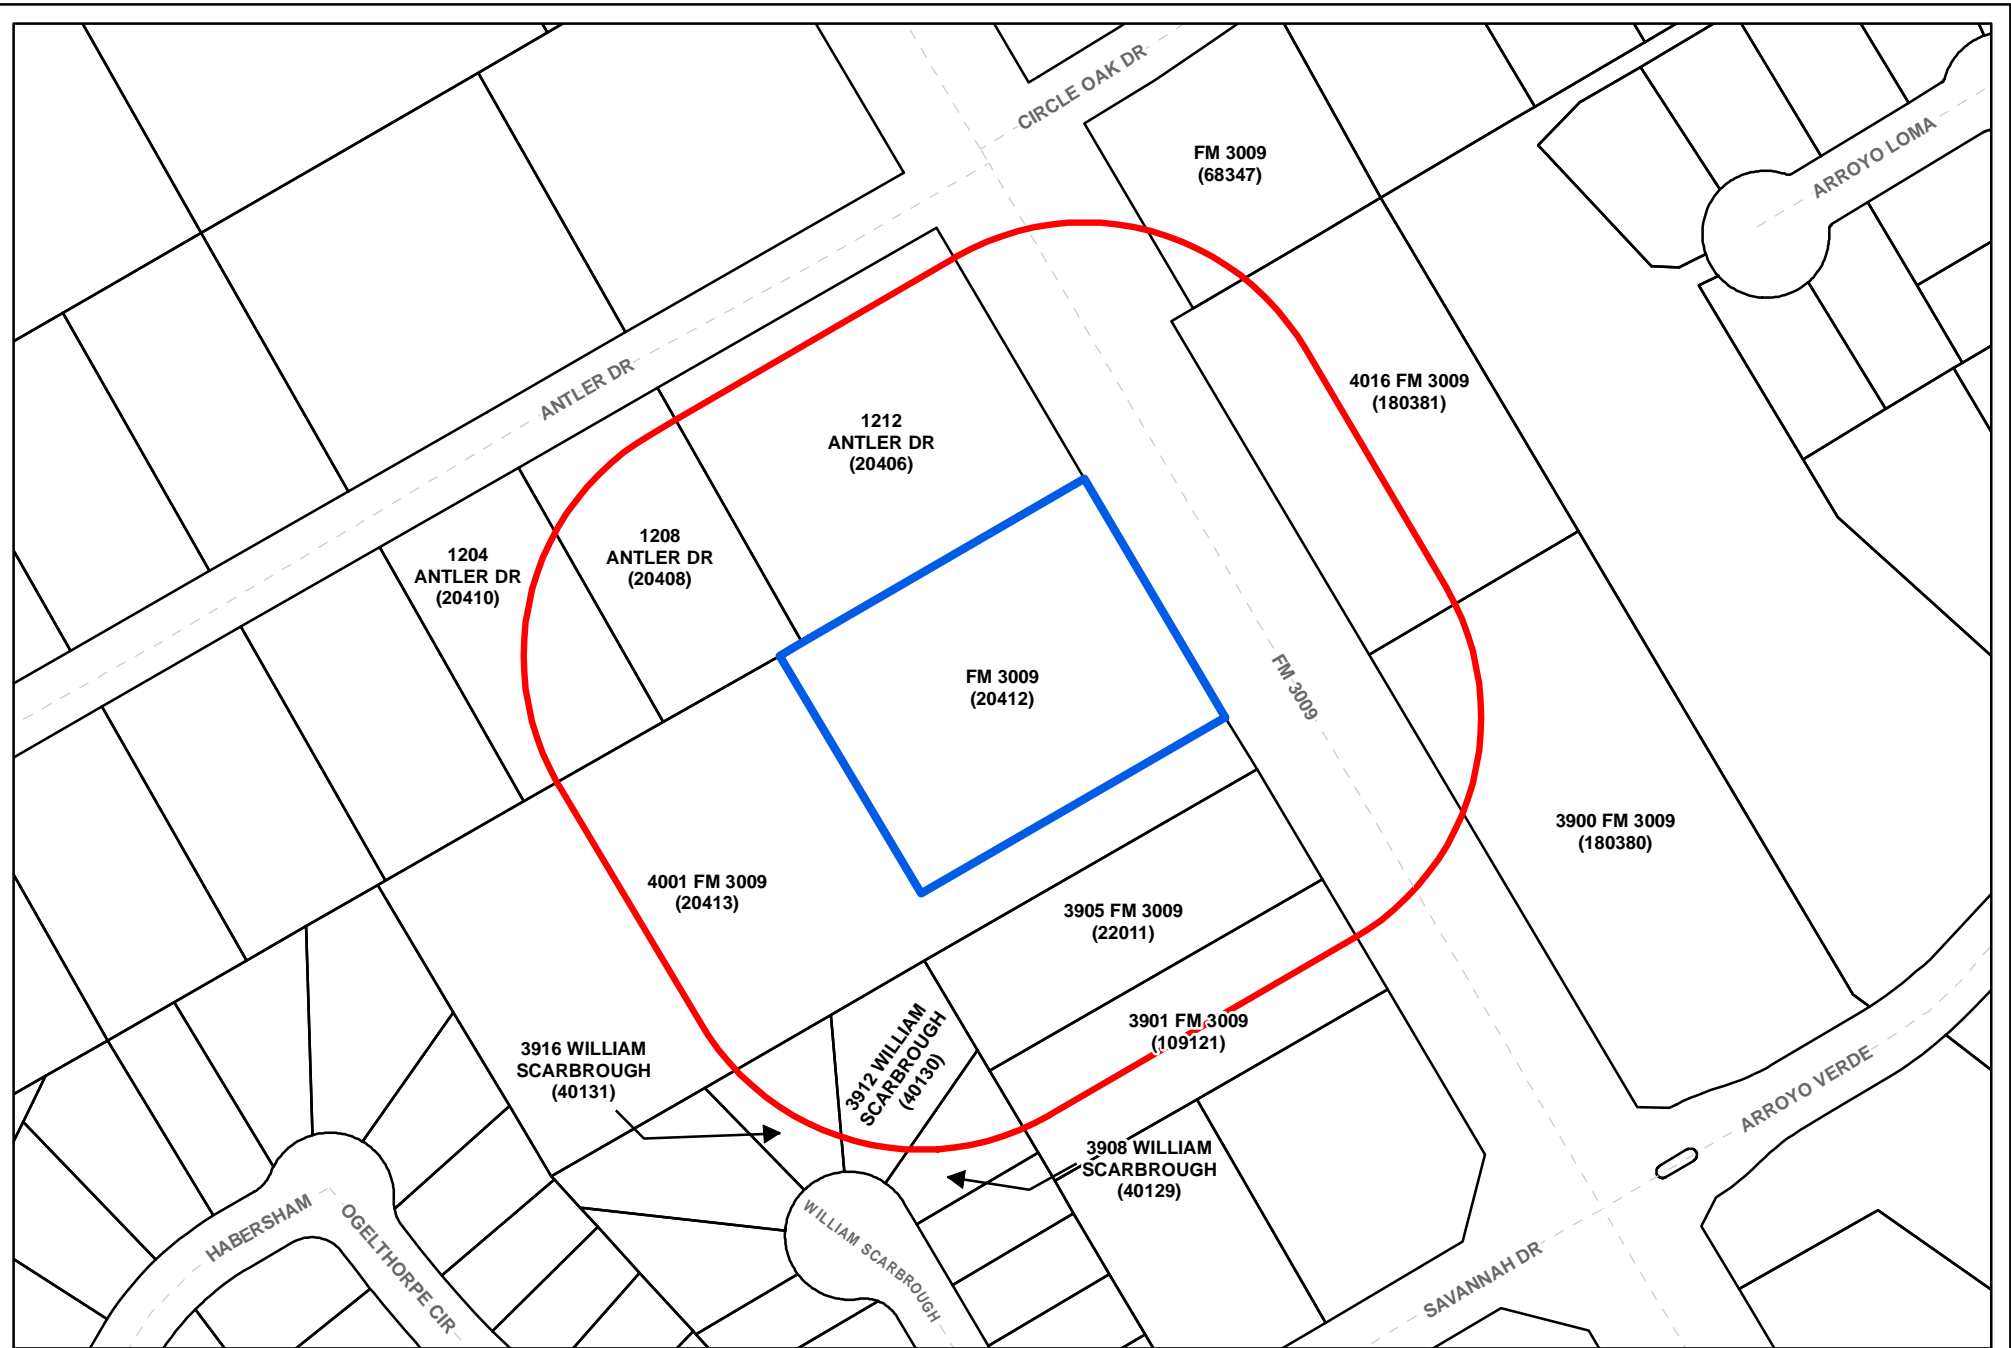 CIRCLE OAK DR
FM 3009
(68347)
ARROYO LOMA
ANTLER DR
4016 FM 3009
(180381)
1212
ANTLER DR
(20406)
1208
ANTLER DR
(20408)
1204
ANTLER DR
(20410)
FM 3009
(20412)
FM 3009
3900 FM 3009
(180380)
4001 FM 3009
(20413)
3905 FM 3009
(22011)
3901 FM 3009
(109121)
3916 WILLIAM
SCARBROUGH
(40131)
3912 WILLIAM
SCARBROUGH
(40130)
3908 WILLIAM
SCARBROUGH
(40129)
ARROYO VERDE
HABERSHAM
OGELTHORPE CIR
WILLIAM SCARBROUGH
SAVANNAH DR